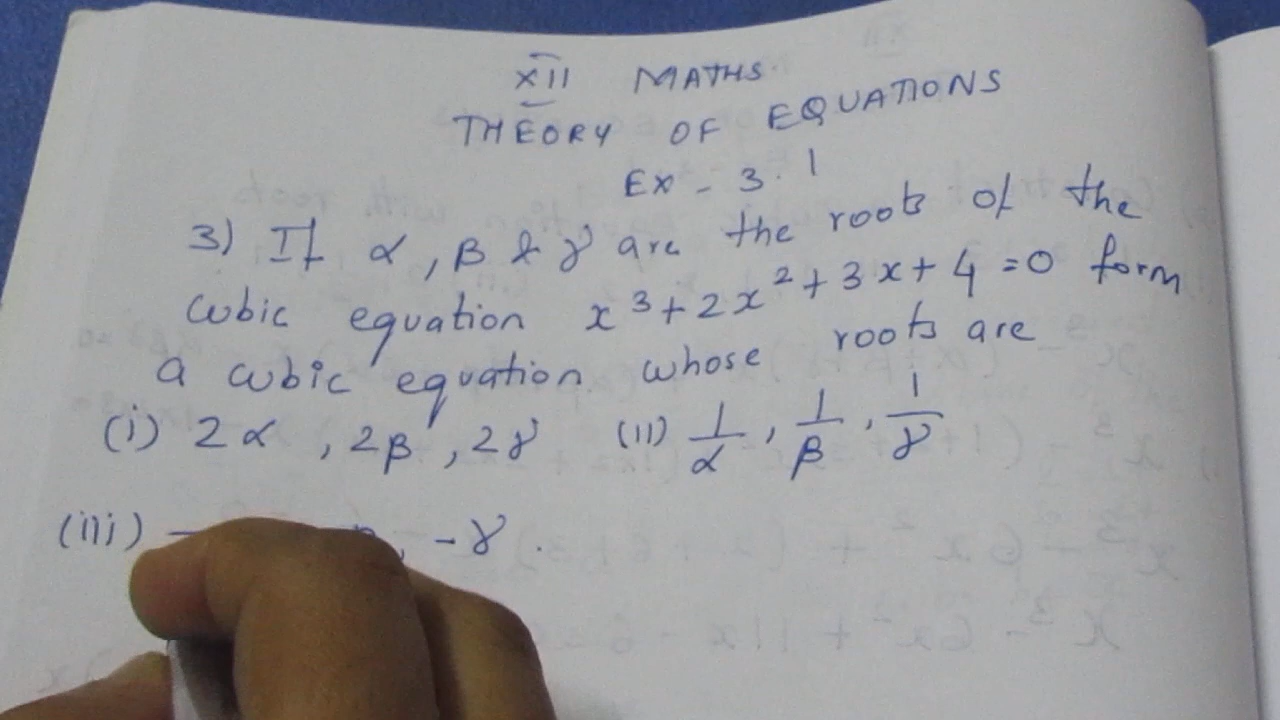 XII MATHS
THEORY OF EQUATIONS
Ex - 3.1
3) If α, β & γ are the roots of the
cubic equation x³+2x²+3x+4=0 form
a cubic equation whose roots are
(i) 2α, 2β, 2γ (ii) 1/α, 1/β, 1/γ
(iii) - , -γ.